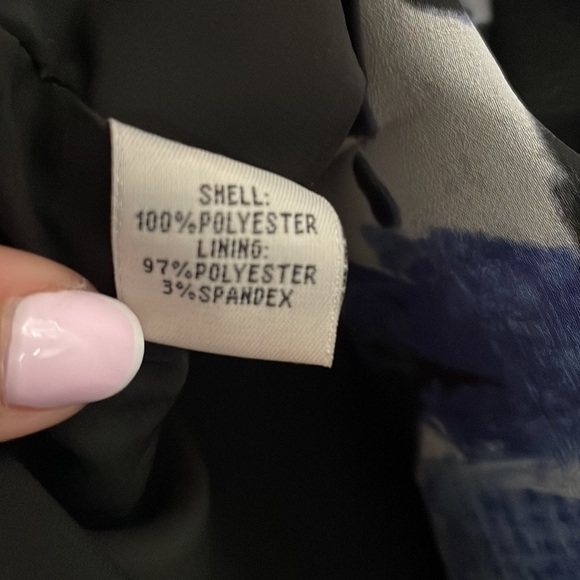 SHELL:
100%POLYESTER
LINING:
97%POLYESTER
3%SPANDEX